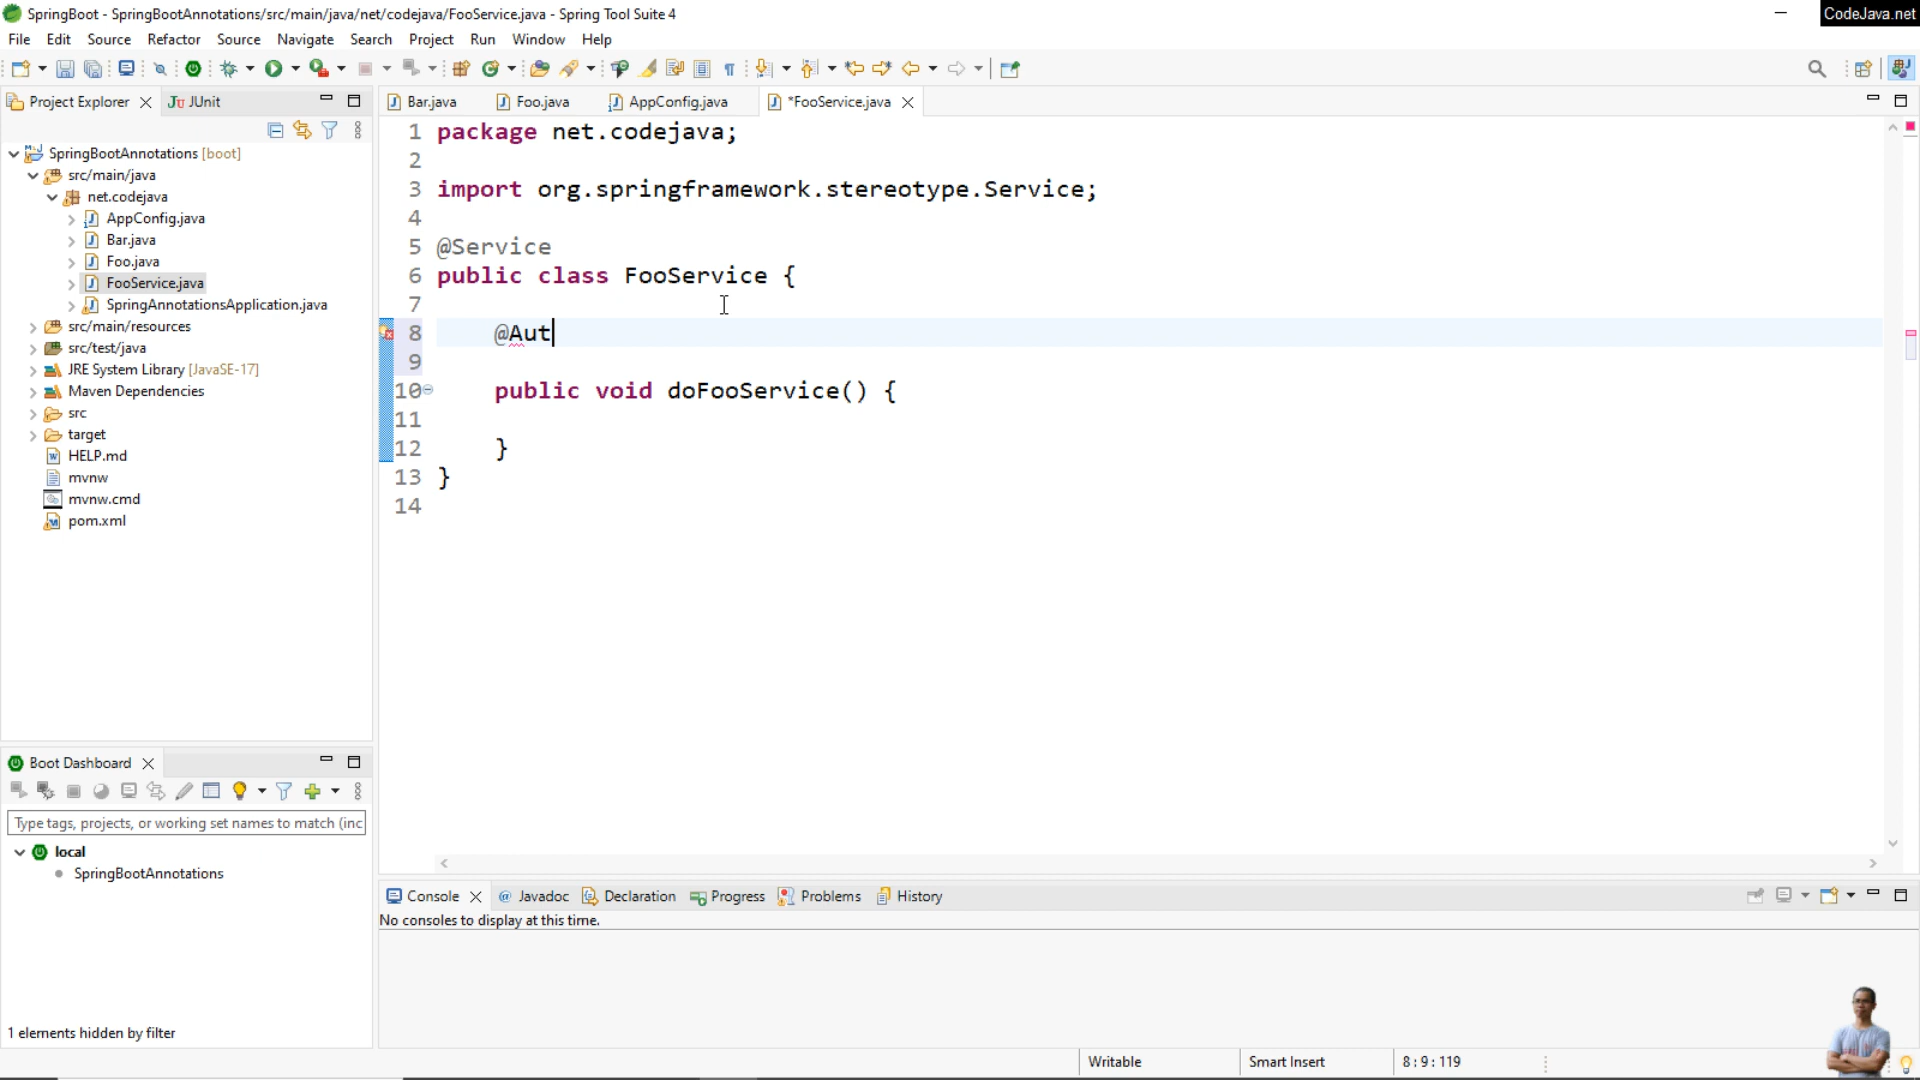 SpringBoot - SpringBootAnnotations/src/main/java/net/codejava/FooService.java - Spring Tool Suite 4
CodeJava.net
File Edit Source Refactor Source Navigate Search Project Run Window Help
Project Explorer JUnit
Bar.java Foo.java AppConfig.java *FooService.java
SpringBootAnnotations [boot]
src/main/java
net.codejava
AppConfig.java
Bar.java
Foo.java
FooService.java
SpringAnnotationsApplication.java
src/main/resources
src/test/java
JRE System Library [JavaSE-17]
Maven Dependencies
src
target
HELP.md
mvnw
mvnw.cmd
pom.xml
1 package net.codejava;
2
3 import org.springframework.stereotype.Service;
4
5 @Service
6 public class FooService {
7
8 @Aut
9
10 public void doFooService() {
11
12 }
13 }
14
Boot Dashboard
Type tags, projects, or working set names to match (inc
local
SpringBootAnnotations
1 elements hidden by filter
Console Javadoc Declaration Progress Problems History
No consoles to display at this time.
Writable Smart Insert 8 : 9 : 119